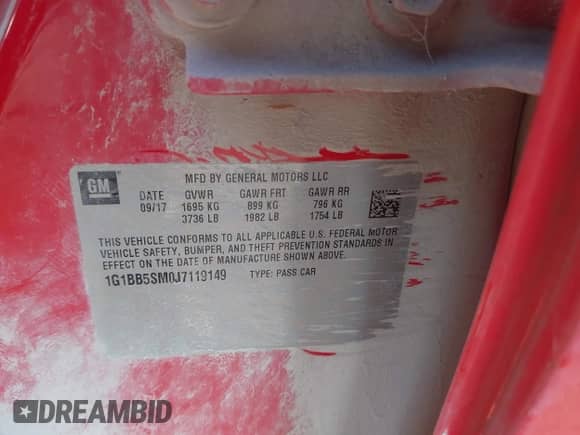 GM
MFD BY GENERAL MOTORS LLC
DATE GVWR GAWR FRT GAWR RR
09/17 1695 KG 899 KG 796 KG
3736 LB 1982 LB 1754 LB
THIS VEHICLE CONFORMS TO ALL APPLICABLE U.S. FEDERAL MOTOR
VEHICLE SAFETY, BUMPER, AND THEFT PREVENTION STANDARDS IN
EFFECT ON THE DATE OF MANUFACTURE SHOWN ABOVE.
1G1BB5SM0J7119149 TYPE: PASS CAR
DREAMBID